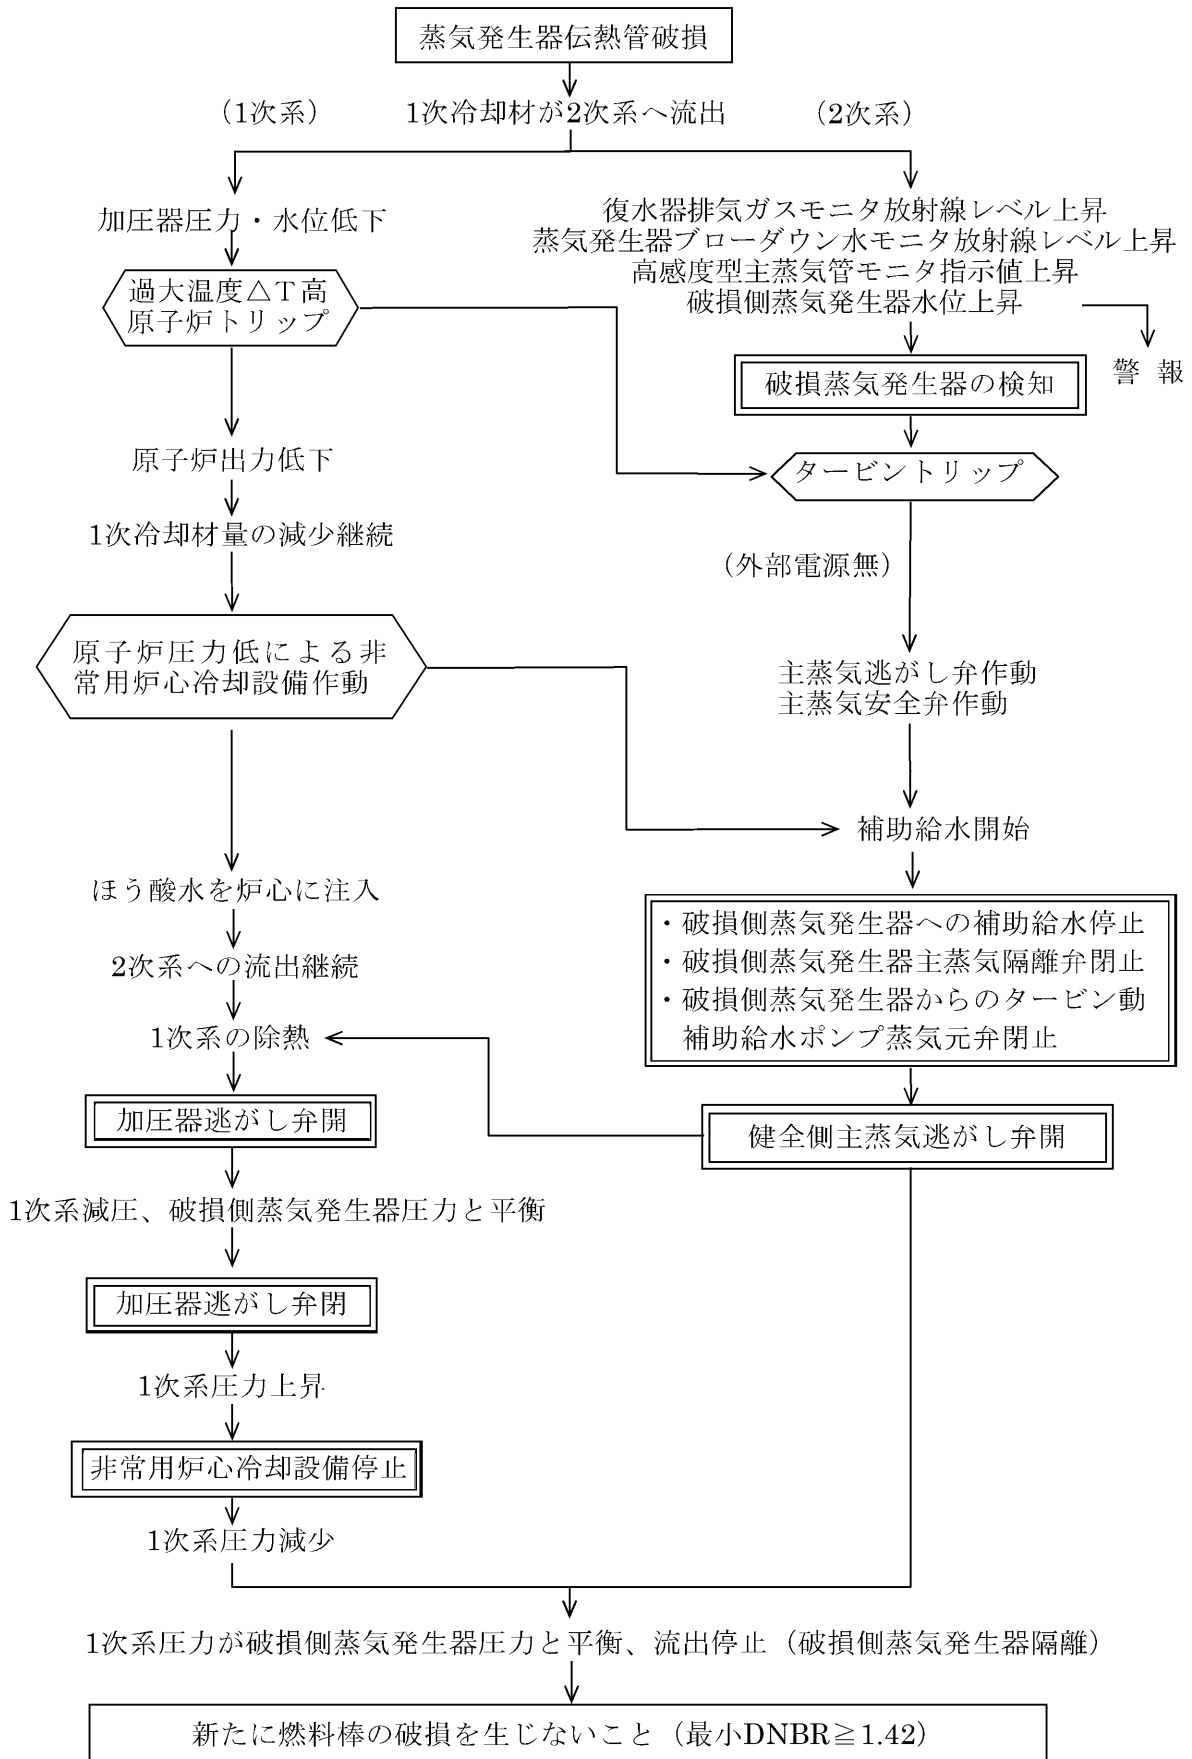 蒸気発生器伝熱管破損
（1次系）
1次冷却材が2次系へ流出
（2次系）
加圧器圧力・水位低下
過大温度△T高
原子炉トリップ
原子炉出力低下
1次冷却材量の減少継続
原子炉圧力低による非
常用炉心冷却設備作動
ほう酸水を炉心に注入
2次系への流出継続
1次系の除熱
加圧器逃がし弁開
1次系減圧、破損側蒸気発生器圧力と平衡
加圧器逃がし弁閉
1次系圧力上昇
非常用炉心冷却設備停止
1次系圧力減少
復水器排気ガスモニタ放射線レベル上昇
蒸気発生器ブローダウン水モニタ放射線レベル上昇
高感度型主蒸気管モニタ指示値上昇
破損側蒸気発生器水位上昇
警 報
破損蒸気発生器の検知
タービントリップ
（外部電源無）
主蒸気逃がし弁作動
主蒸気安全弁作動
補助給水開始
・破損側蒸気発生器への補助給水停止
・破損側蒸気発生器主蒸気隔離弁閉止
・破損側蒸気発生器からのタービン動
補助給水ポンプ蒸気元弁閉止
健全側主蒸気逃がし弁開
1次系圧力が破損側蒸気発生器圧力と平衡、流出停止（破損側蒸気発生器隔離）
新たに燃料棒の破損を生じないこと（最小DNBR≧1.42）